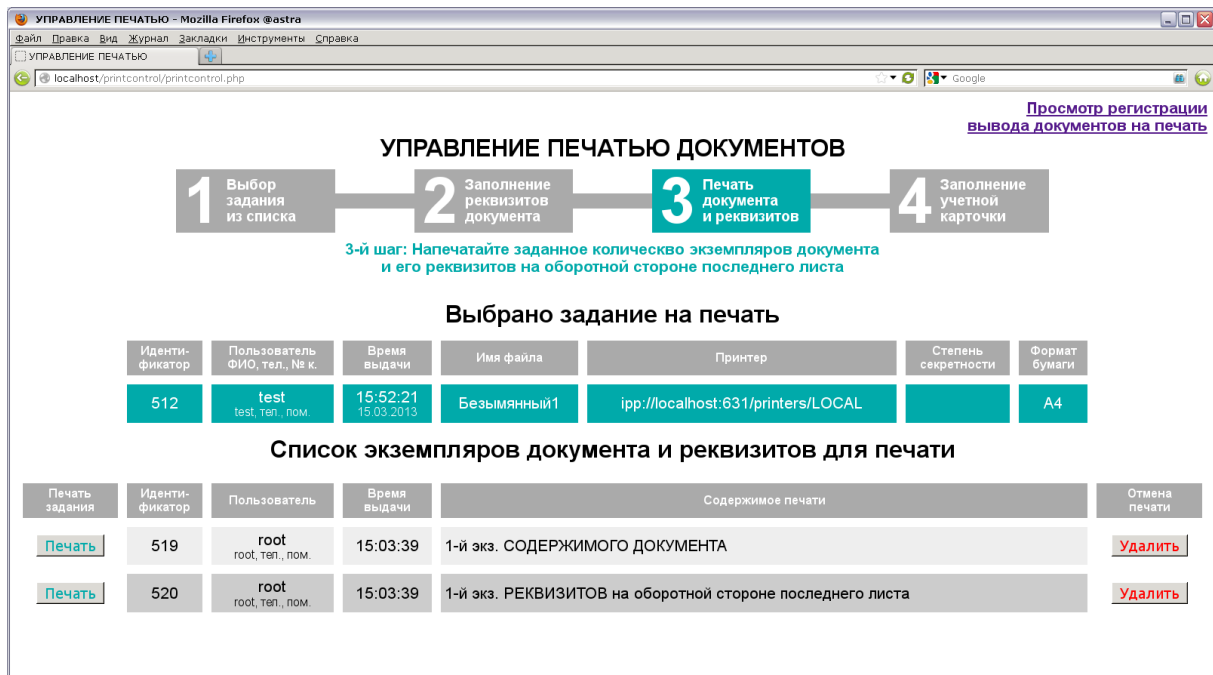 УПРАВЛЕНИЕ ПЕЧАТЬЮ - Mozilla Firefox @astra
Файл Правка Вид Журнал Закладки Инструменты Справка
УПРАВЛЕНИЕ ПЕЧАТЬЮ
localhost/printcontrol/printcontrol.php
Google
Просмотр регистрации
вывода документов на печать
УПРАВЛЕНИЕ ПЕЧАТЬЮ ДОКУМЕНТОВ
1 Выбор
задания
из списка
2 Заполнение
реквизитов
документа
3 Печать
документа
и реквизитов
4 Заполнение
учетной
карточки
3-й шаг: Напечатайте заданное колическво экземпляров документа
и его реквизитов на оборотной стороне последнего листа
Выбрано задание на печать
Иденти-
фикатор
Пользователь
ФИО, тел., № к.
Время
выдачи
Имя файла
Принтер
Степень
секретности
Формат
бумаги
512
test
test, тел., пом.
15:52:21
15.03.2013
Безымянный1
ipp://localhost:631/printers/LOCAL
A4
Список экземпляров документа и реквизитов для печати
Печать
задания
Иденти-
фикатор
Пользователь
Время
выдачи
Содержимое печати
Отмена
печати
Печать
519
root
root, тел., пом.
15:03:39
1-й экз. СОДЕРЖИМОГО ДОКУМЕНТА
Удалить
Печать
520
root
root, тел., пом.
15:03:39
1-й экз. РЕКВИЗИТОВ на оборотной стороне последнего листа
Удалить